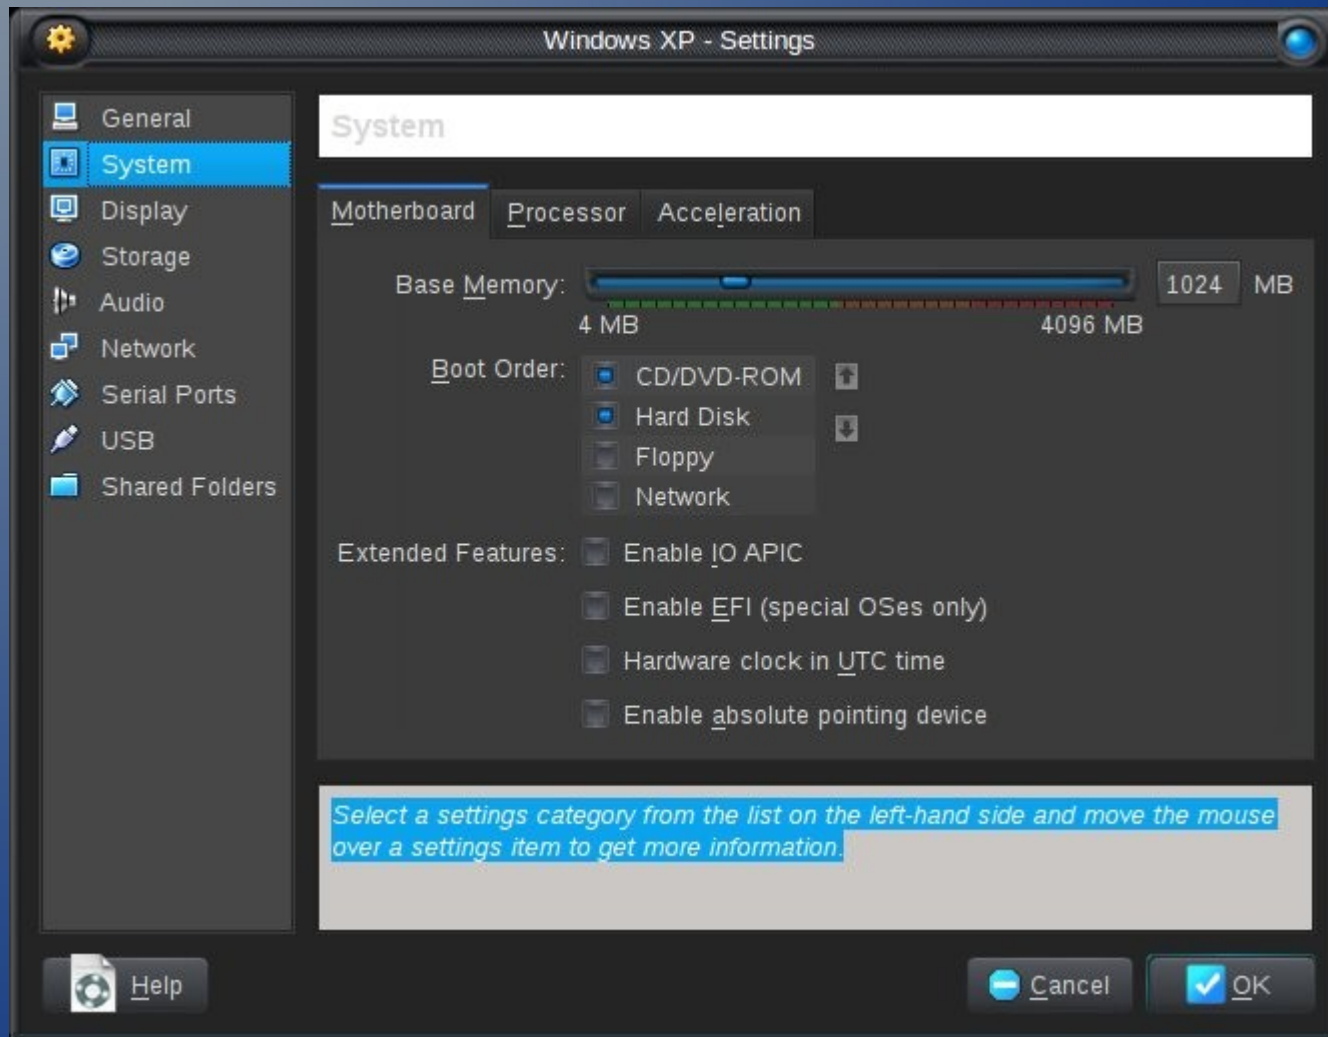 Windows XP - Settings
General
System
Display
Storage
Audio
Network
Serial Ports
USB
Shared Folders
System
Motherboard Processor Acceleration
Base Memory: 1024 MB
4 MB 4096 MB
Boot Order: CD/DVD-ROM
Hard Disk
Floppy
Network
Extended Features: Enable IO APIC
Enable EFI (special OSes only)
Hardware clock in UTC time
Enable absolute pointing device
Select a settings category from the list on the left-hand side and move the mouse
over a settings item to get more information.
Help Cancel OK